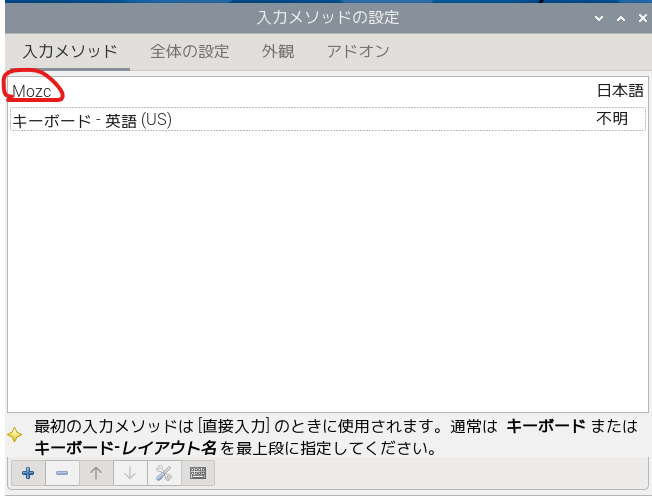 入力メソッドの設定
入力メソッド 全体の設定 外観 アドオン
Mozc 日本語
キーボード - 英語 (US) 不明
最初の入力メソッドは [直接入力] のときに使用されます。通常は キーボード または
キーボード-レイアウト名 を最上段に指定してください。